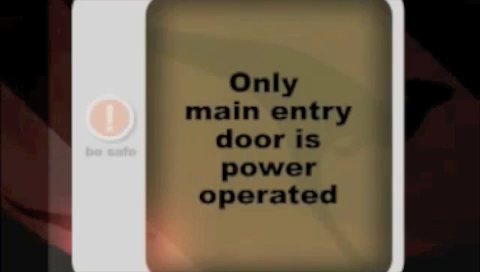 Only
main entry
door is
power
operated
be safe